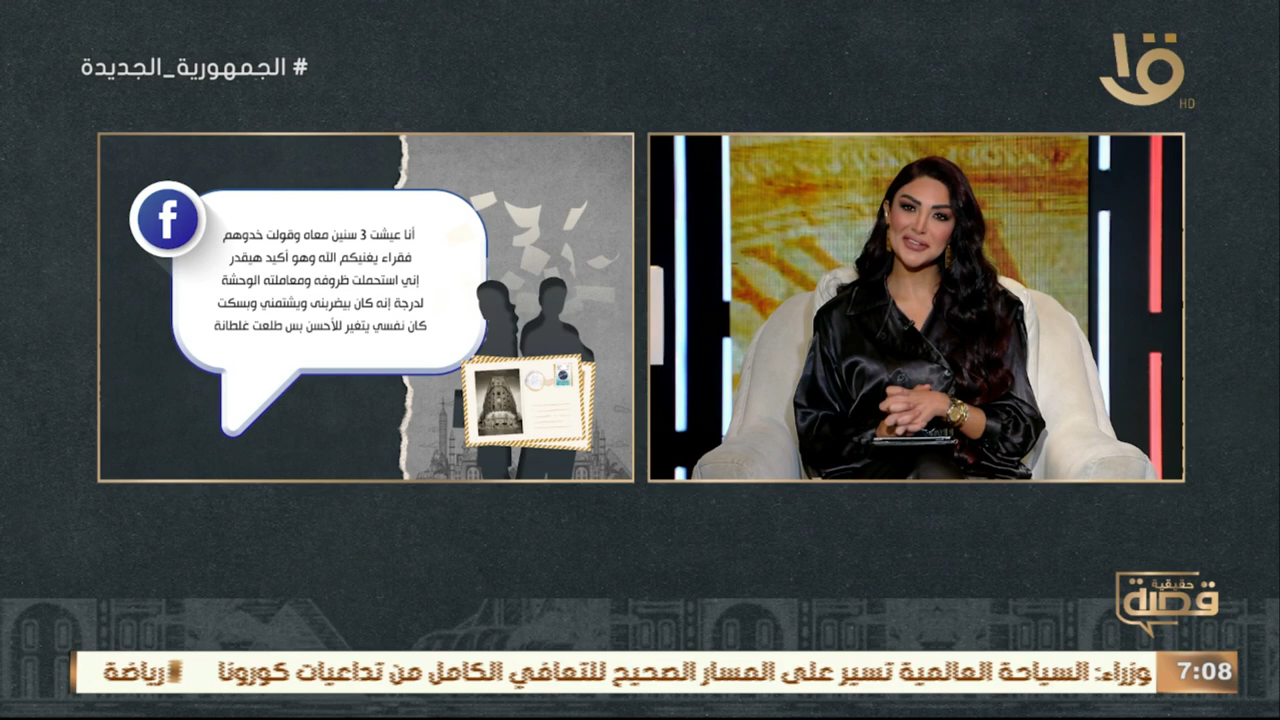 # الجمهورية_الجديدة
HD
f
أنا عيشت 3 سنين معاه وقولت خدوهم
فقراء يغنيكم الله وهو أكيد هيقدر
إني استحملت ظروفه ومعاملته الوحشة
لدرجة إنه كان بيضربني ويشتمني وبسكت
كان نفسي يتغير للأحسن بس طلعت غلطانة
قصة حقيقية
7:08
وزراء: السياحة العالمية تسير على المسار الصحيح للتعافي الكامل من تداعيات كورونا #رياضة